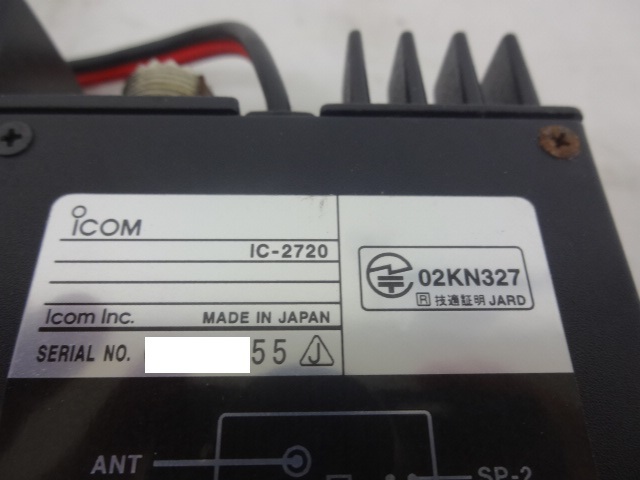 ICOM
IC-2720
02KN327
R 技適証明 JARD
Icom Inc. MADE IN JAPAN
SERIAL NO. 55 J
ANT
SP-2